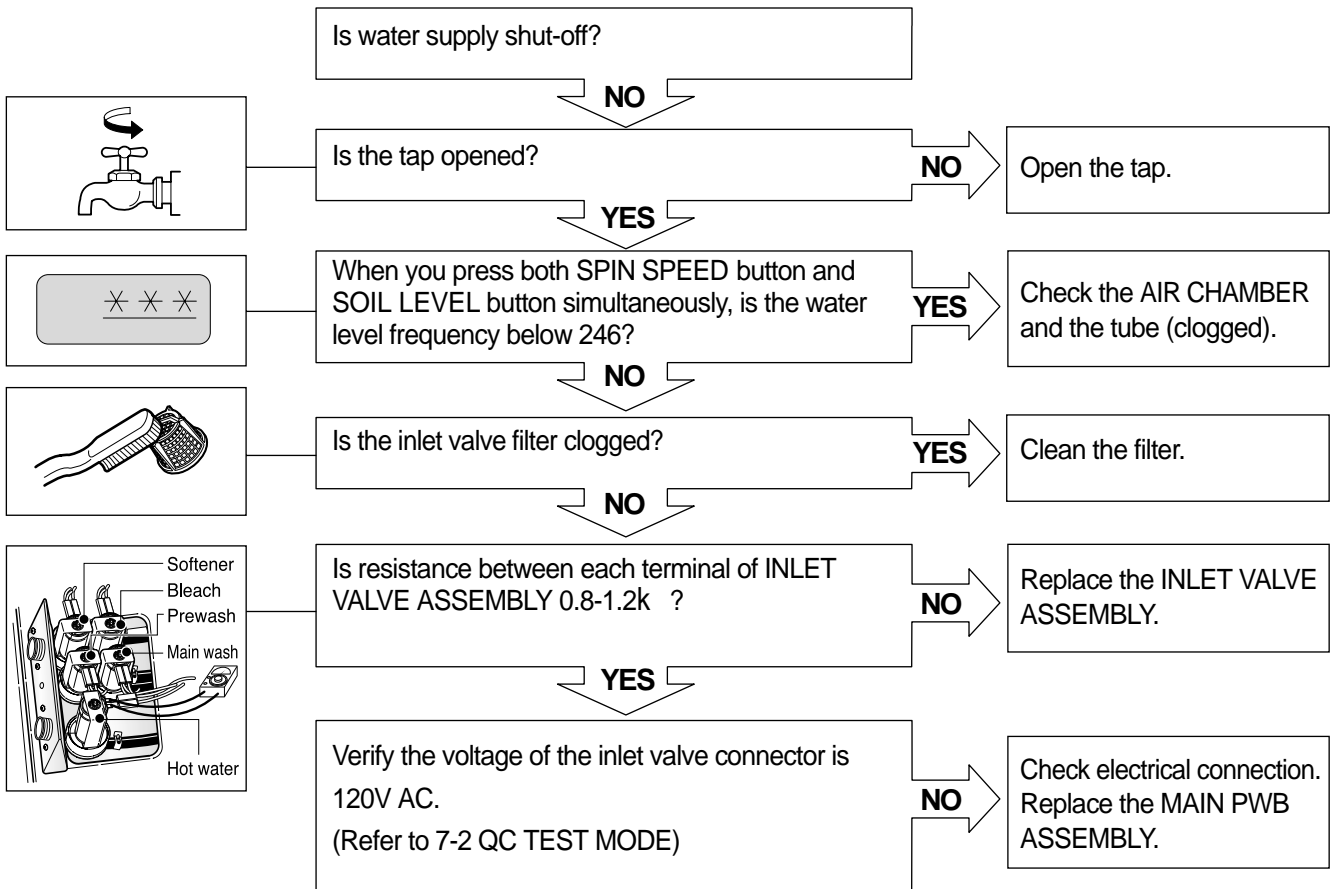 Is water supply shut-off?
NO
Is the tap opened?
NO
Open the tap.
YES
When you press both SPIN SPEED button and
SOIL LEVEL button simultaneously, is the water
level frequency below 246?
YES
Check the AIR CHAMBER
and the tube (clogged).
NO
Is the inlet valve filter clogged?
YES
Clean the filter.
NO
Softener
Bleach
Prewash
Main wash
Hot water
Is resistance between each terminal of INLET
VALVE ASSEMBLY 0.8-1.2k ?
NO
Replace the INLET VALVE
ASSEMBLY.
YES
Verify the voltage of the inlet valve connector is
120V AC.
(Refer to 7-2 QC TEST MODE)
NO
Check electrical connection.
Replace the MAIN PWB
ASSEMBLY.